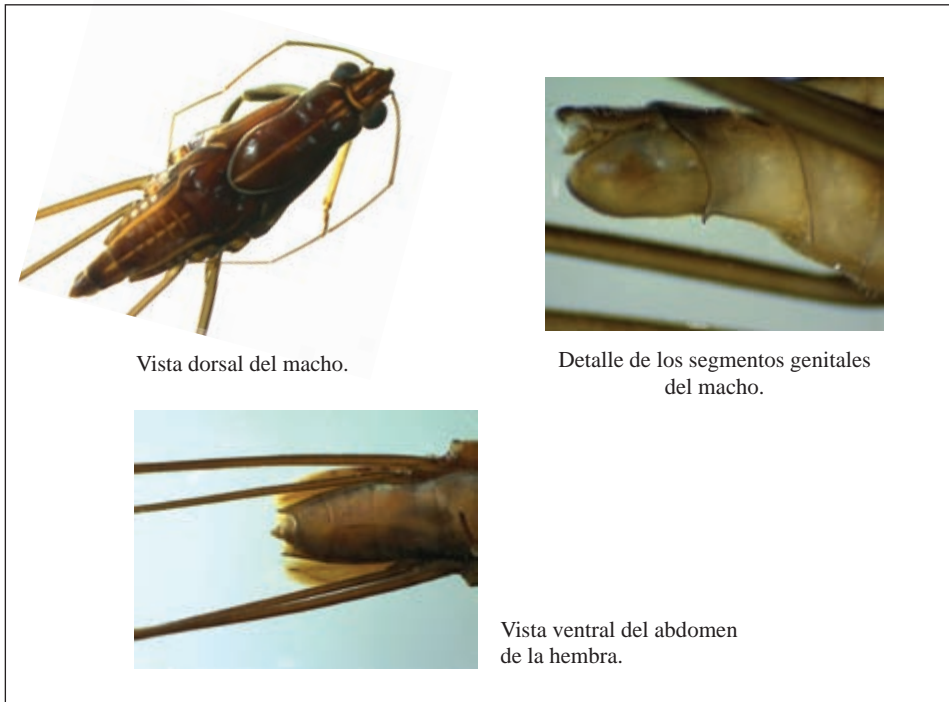 Vista dorsal del macho.
Detalle de los segmentos genitales
del macho.
Vista ventral del abdomen
de la hembra.